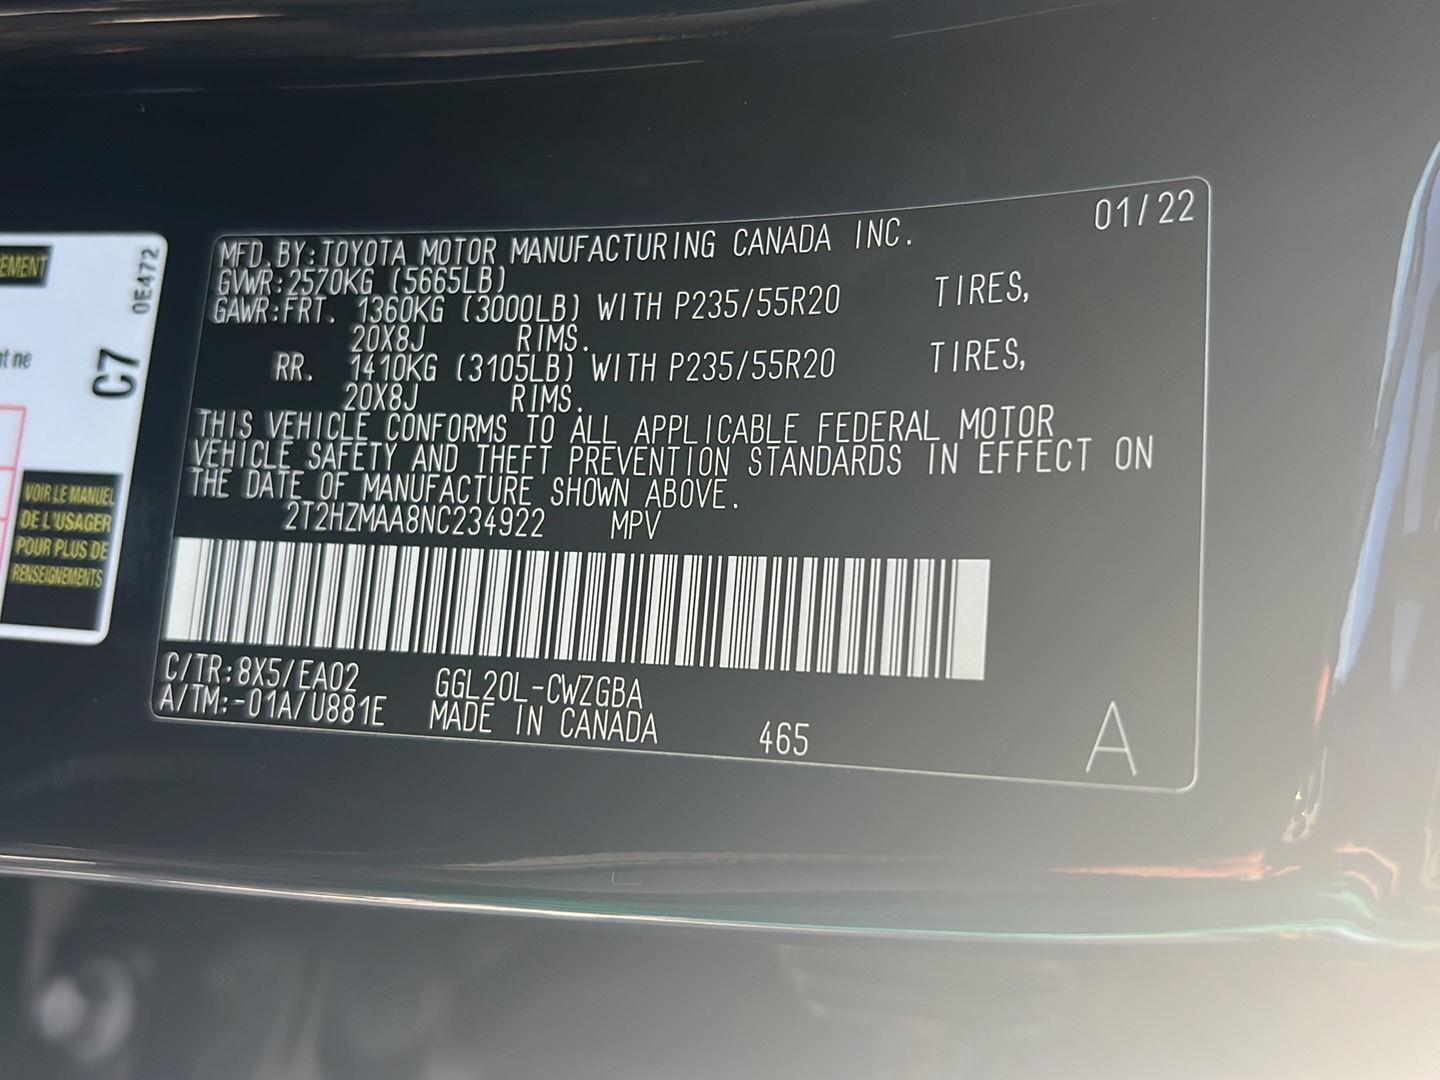 EMENT
0E472
nt ne
C7
VOIR LE MANUEL
DE L'USAGER
POUR PLUS DE
RENSEIGNEMENTS
01/22
MFD.BY:TOYOTA MOTOR MANUFACTURING CANADA INC.
GVWR:2570KG (5665LB)
GAWR:FRT. 1360KG (3000LB) WITH P235/55R20 TIRES,
20X8J RIMS.
RR. 1410KG (3105LB) WITH P235/55R20 TIRES,
20X8J RIMS.
THIS VEHICLE CONFORMS TO ALL APPLICABLE FEDERAL MOTOR
VEHICLE SAFETY AND THEFT PREVENTION STANDARDS IN EFFECT ON
THE DATE OF MANUFACTURE SHOWN ABOVE.
2T2HZMAA8NC234922 MPV
C/TR:8X5/EA02 GGL20L-CWZGBA
A/TM:-01A/U881E MADE IN CANADA 465 A